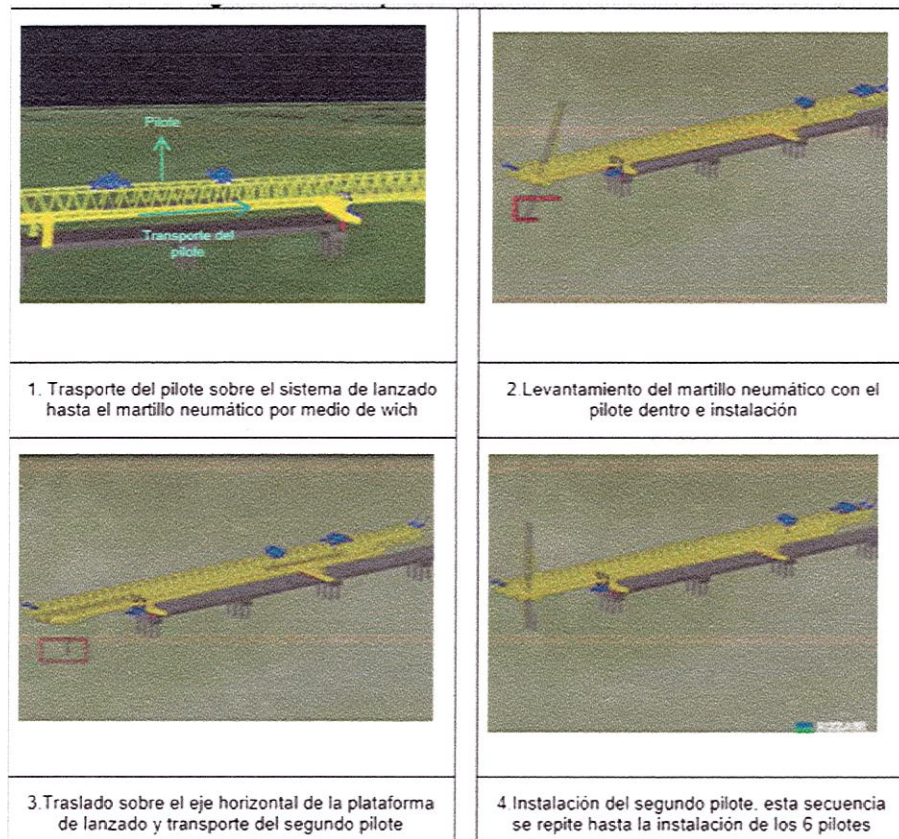 Pilote
Transporte del
pilote
1. Trasporte del pilote sobre el sistema de lanzado
hasta el martillo neumático por medio de wich
2.Levantamiento del martillo neumático con el
pilote dentro e instalación
3.Traslado sobre el eje horizontal de la plataforma
de lanzado y transporte del segundo pilote
4.Instalación del segundo pilote. esta secuencia
se repite hasta la instalación de los 6 pilotes